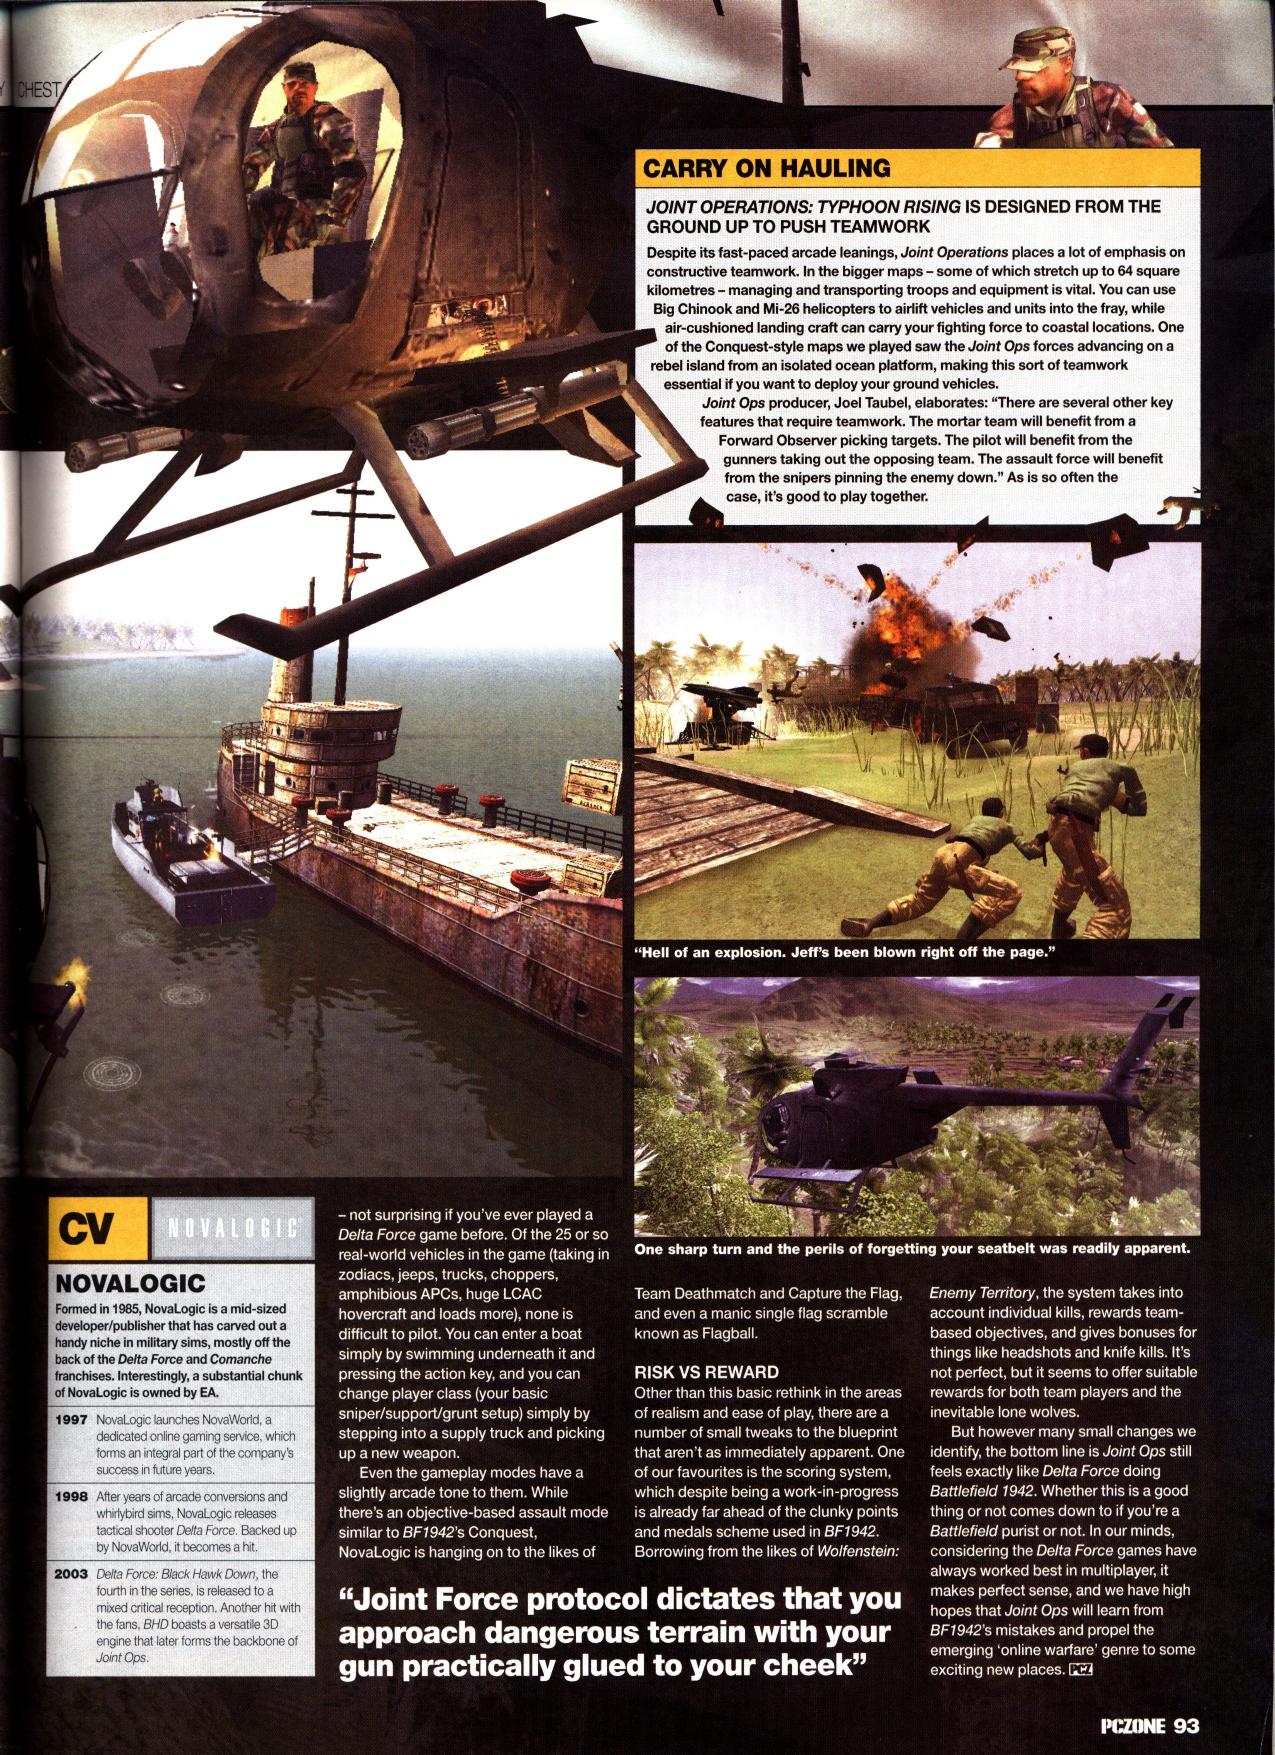 CHEST
CARRY ON HAULING
JOINT OPERATIONS: TYPHOON RISING IS DESIGNED FROM THE
GROUND UP TO PUSH TEAMWORK
Despite its fast-paced arcade leanings, Joint Operations places a lot of emphasis on
constructive teamwork. In the bigger maps – some of which stretch up to 64 square
kilometres – managing and transporting troops and equipment is vital. You can use
Big Chinook and Mi-26 helicopters to airlift vehicles and units into the fray, while
air-cushioned landing craft can carry your fighting force to coastal locations. One
of the Conquest-style maps we played saw the Joint Ops forces advancing on a
rebel island from an isolated ocean platform, making this sort of teamwork
essential if you want to deploy your ground vehicles.
Joint Ops producer, Joel Taubel, elaborates: “There are several other key
features that require teamwork. The mortar team will benefit from a
Forward Observer picking targets. The pilot will benefit from the
gunners taking out the opposing team. The assault force will benefit
from the snipers pinning the enemy down.” As is so often the
case, it’s good to play together.
“Hell of an explosion. Jeff’s been blown right off the page.”
One sharp turn and the perils of forgetting your seatbelt was readily apparent.
CV
NOVALOGIC
NOVALOGIC
Formed in 1985, NovaLogic is a mid-sized
developer/publisher that has carved out a
handy niche in military sims, mostly off the
back of the Delta Force and Comanche
franchises. Interestingly, a substantial chunk
of NovaLogic is owned by EA.
1997 NovaLogic launches NovaWorld, a
dedicated online gaming service, which
forms an integral part of the company’s
success in future years.
1998 After years of arcade conversions and
whirlybird sims, NovaLogic releases
tactical shooter Delta Force. Backed up
by NovaWorld, it becomes a hit.
2003 Delta Force: Black Hawk Down, the
fourth in the series, is released to a
mixed critical reception. Another hit with
the fans, BHD boasts a versatile 3D
engine that later forms the backbone of
Joint Ops.
– not surprising if you’ve ever played a
Delta Force game before. Of the 25 or so
real-world vehicles in the game (taking in
zodiacs, jeeps, trucks, choppers,
amphibious APCs, huge LCAC
hovercraft and loads more), none is
difficult to pilot. You can enter a boat
simply by swimming underneath it and
pressing the action key, and you can
change player class (your basic
sniper/support/grunt setup) simply by
stepping into a supply truck and picking
up a new weapon.
Even the gameplay modes have a
slightly arcade tone to them. While
there’s an objective-based assault mode
similar to BF1942’s Conquest,
NovaLogic is hanging on to the likes of
Team Deathmatch and Capture the Flag,
and even a manic single flag scramble
known as Flagball.
RISK VS REWARD
Other than this basic rethink in the areas
of realism and ease of play, there are a
number of small tweaks to the blueprint
that aren’t as immediately apparent. One
of our favourites is the scoring system,
which despite being a work-in-progress
is already far ahead of the clunky points
and medals scheme used in BF1942.
Borrowing from the likes of Wolfenstein:
Enemy Territory, the system takes into
account individual kills, rewards team-
based objectives, and gives bonuses for
things like headshots and knife kills. It’s
not perfect, but it seems to offer suitable
rewards for both team players and the
inevitable lone wolves.
But however many small changes we
identify, the bottom line is Joint Ops still
feels exactly like Delta Force doing
Battlefield 1942. Whether this is a good
thing or not comes down to if you’re a
Battlefield purist or not. In our minds,
considering the Delta Force games have
always worked best in multiplayer, it
makes perfect sense, and we have high
hopes that Joint Ops will learn from
BF1942’s mistakes and propel the
emerging ‘online warfare’ genre to some
exciting new places. PCZ
“Joint Force protocol dictates that you
approach dangerous terrain with your
gun practically glued to your cheek”
PCZONE 93